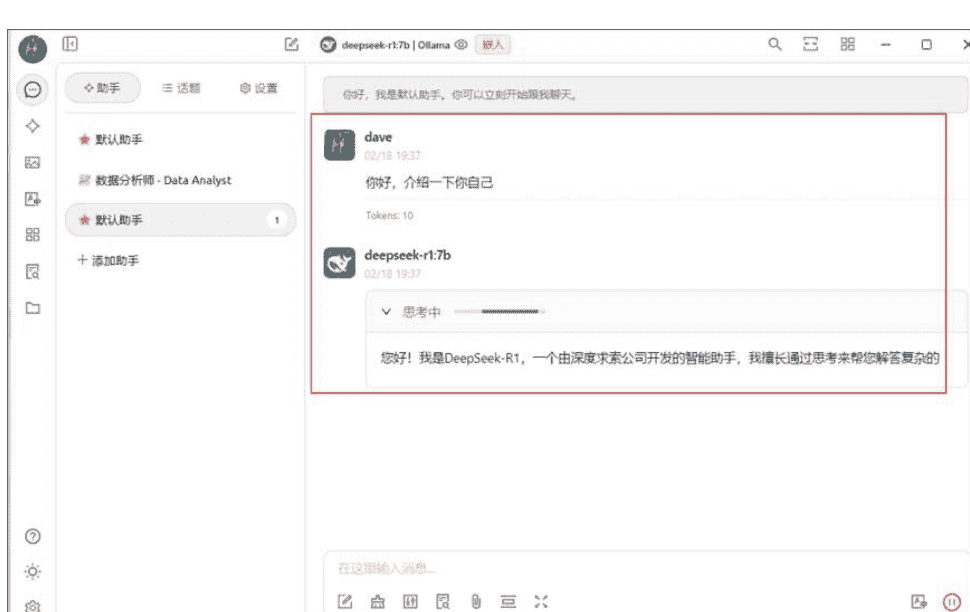 deepseek-r1:7b | Ollama 嵌入
助手 话题 设置
默认助手
数据分析师 - Data Analyst
默认助手 1
添加助手
你好，我是默认助手。你可以立刻开始跟我聊天。
dave
02/18 19:37
你好，介绍一下你自己
Tokens: 10
deepseek-r1:7b
02/18 19:37
思考中
您好！我是DeepSeek-R1，一个由深度求索公司开发的智能助手，我擅长通过思考来帮您解答复杂的
在这里输入消息...